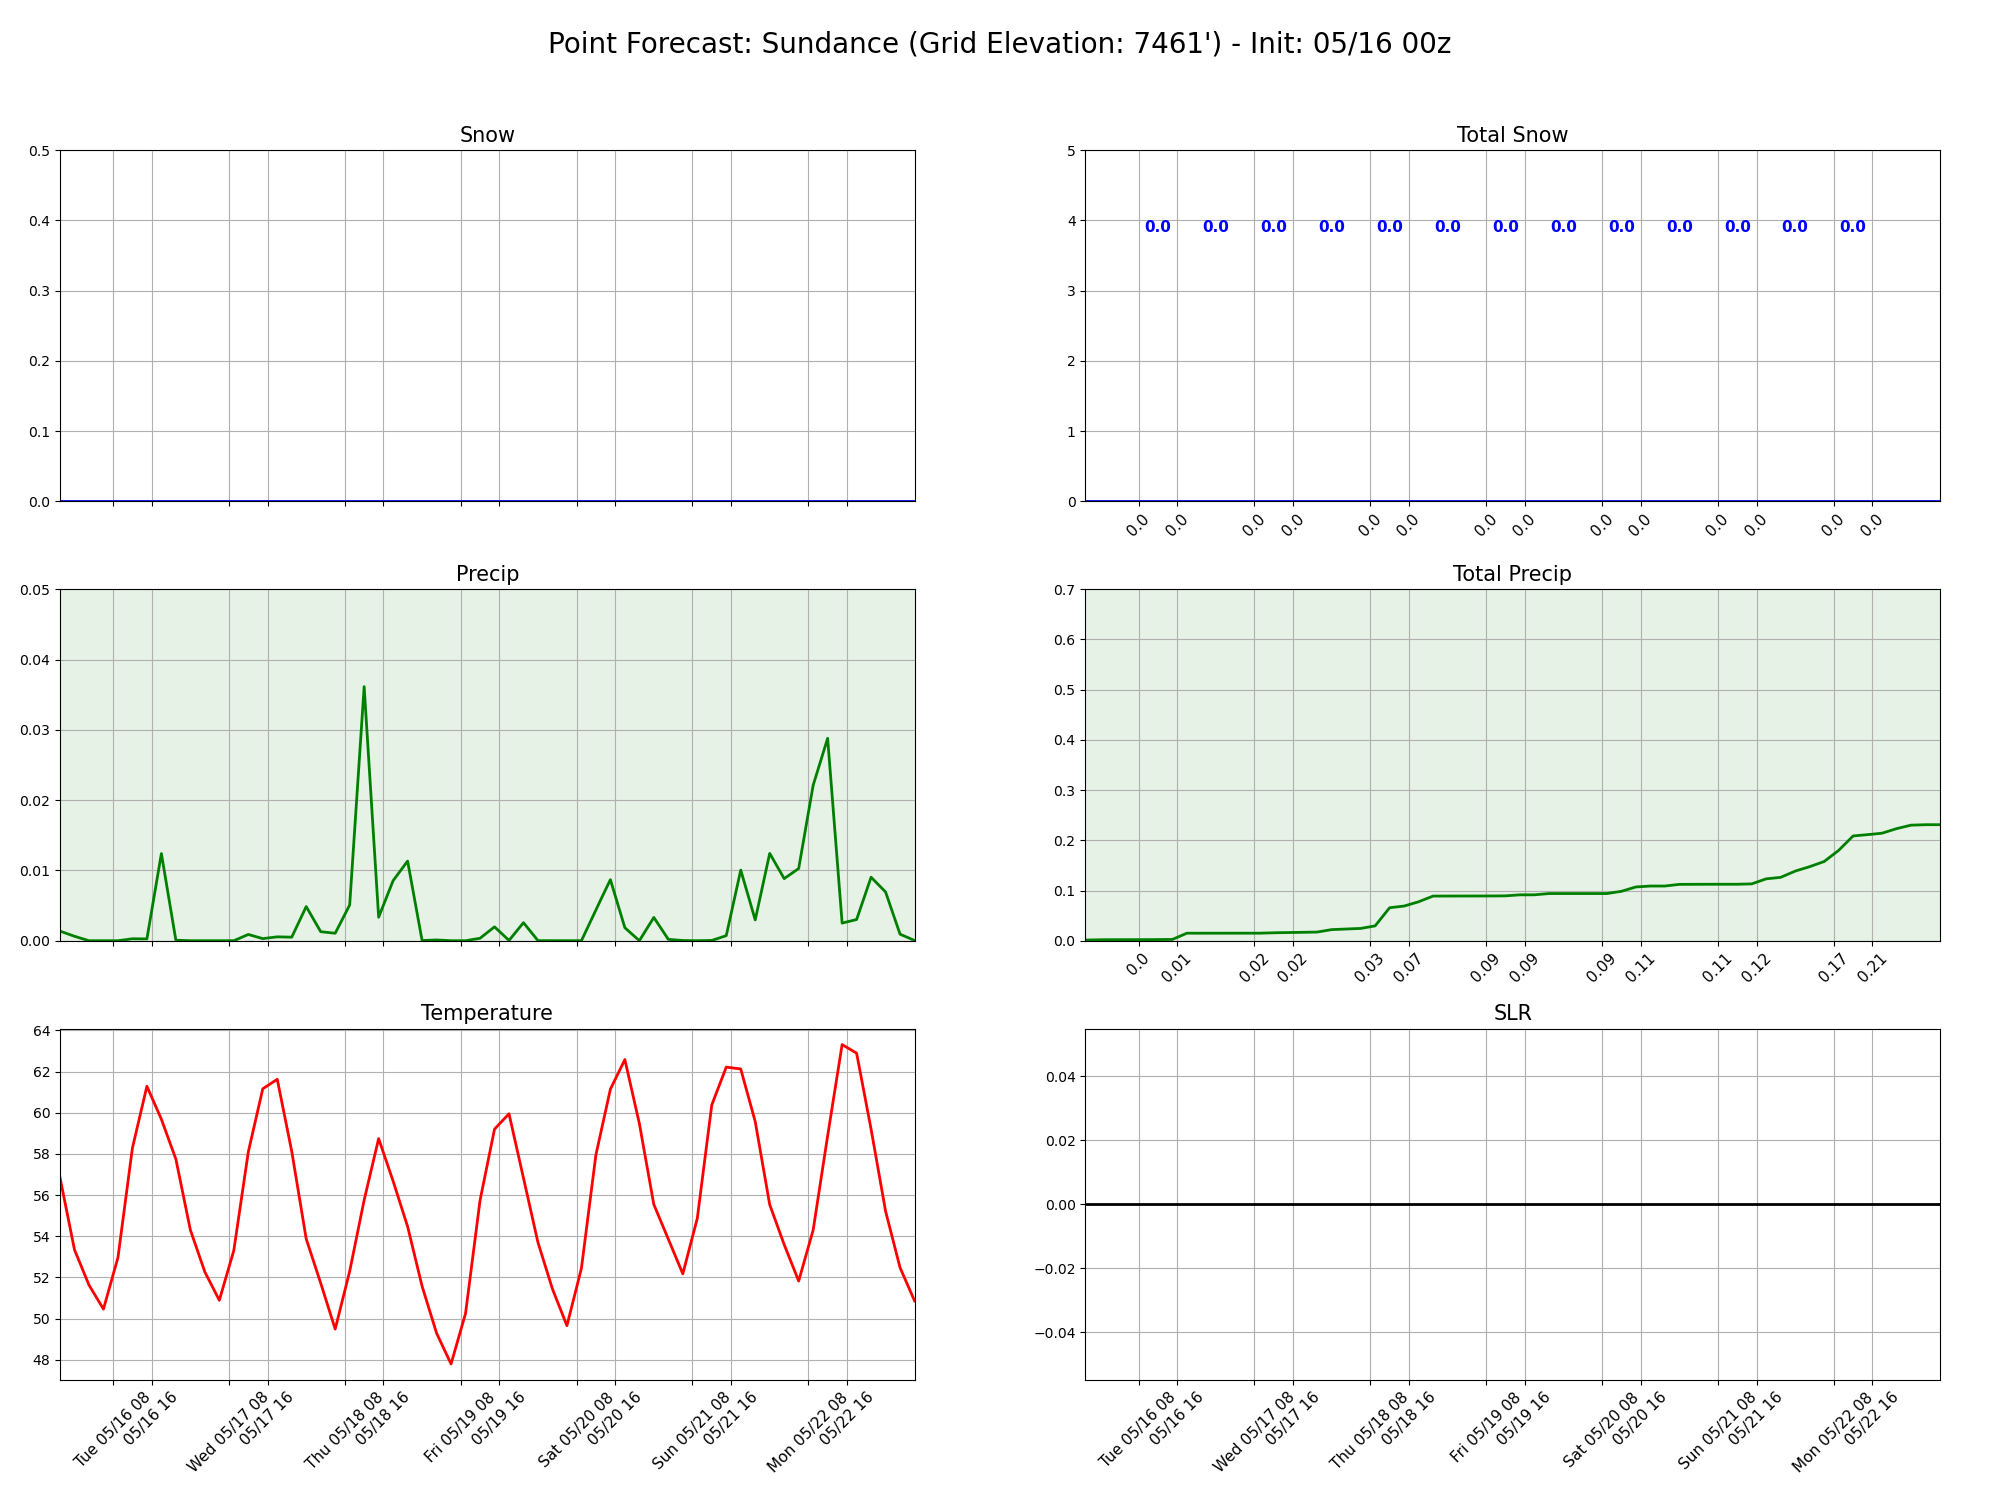 Point Forecast: Sundance (Grid Elevation: 7461') - Init: 05/16 00z
Snow
0.5
0.4
0.3
0.2
0.1
0.0
Total Snow
5
4
3
2
1
0
0.0 0.0 0.0 0.0 0.0 0.0 0.0 0.0 0.0 0.0 0.0 0.0 0.0
0.0 0.0 0.0 0.0 0.0 0.0 0.0 0.0 0.0 0.0 0.0 0.0 0.0 0.0
Precip
0.05
0.04
0.03
0.02
0.01
0.00
Total Precip
0.7
0.6
0.5
0.4
0.3
0.2
0.1
0.0
0.0 0.01 0.02 0.02 0.03 0.07 0.09 0.09 0.09 0.11 0.11 0.12 0.17 0.21
Temperature
64
62
60
58
56
54
52
50
48
Tue 05/16 08
05/16 16
Wed 05/17 08
05/17 16
Thu 05/18 08
05/18 16
Fri 05/19 08
05/19 16
Sat 05/20 08
05/20 16
Sun 05/21 08
05/21 16
Mon 05/22 08
05/22 16
SLR
0.04
0.02
0.00
−0.02
−0.04
Tue 05/16 08
05/16 16
Wed 05/17 08
05/17 16
Thu 05/18 08
05/18 16
Fri 05/19 08
05/19 16
Sat 05/20 08
05/20 16
Sun 05/21 08
05/21 16
Mon 05/22 08
05/22 16